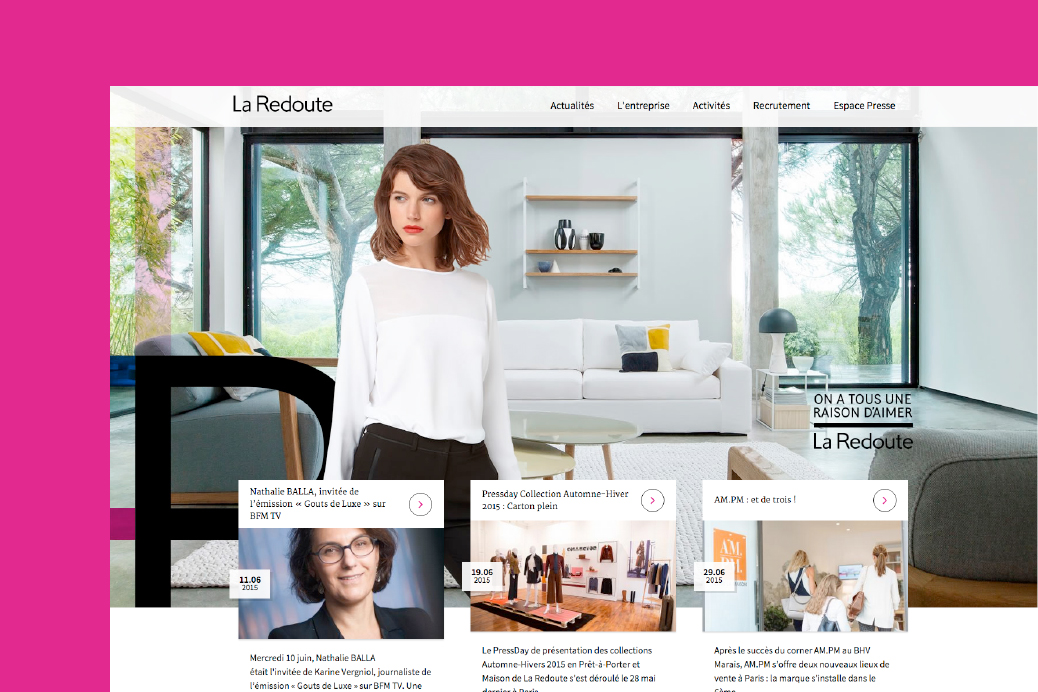 La Redoute
Actualités L'entreprise Activités Recrutement Espace Presse
ON A TOUS UNE
RAISON D'AIMER
La Redoute
Nathalie BALLA, invitée de
l'émission « Gouts de Luxe » sur
BFM TV
11.06
2015
Mercredi 10 juin, Nathalie BALLA
était l'invitée de Karine Vergniol, journaliste de
l'émission « Gouts de Luxe » sur BFM TV. Une
Pressday Collection Automne-Hiver
2015 : Carton plein
19.06
2015
Le PressDay de présentation des collections
Automne-Hivers 2015 en Prêt-à-Porter et
Maison de La Redoute s'est déroulé le 28 mai
dernier à Paris
AM.PM : et de trois !
AM.
PM.
29.06
2015
Après le succès du corner AM.PM au BHV
Marais, AM.PM s'offre deux nouveaux lieux de
vente à Paris : la marque s'installe dans le